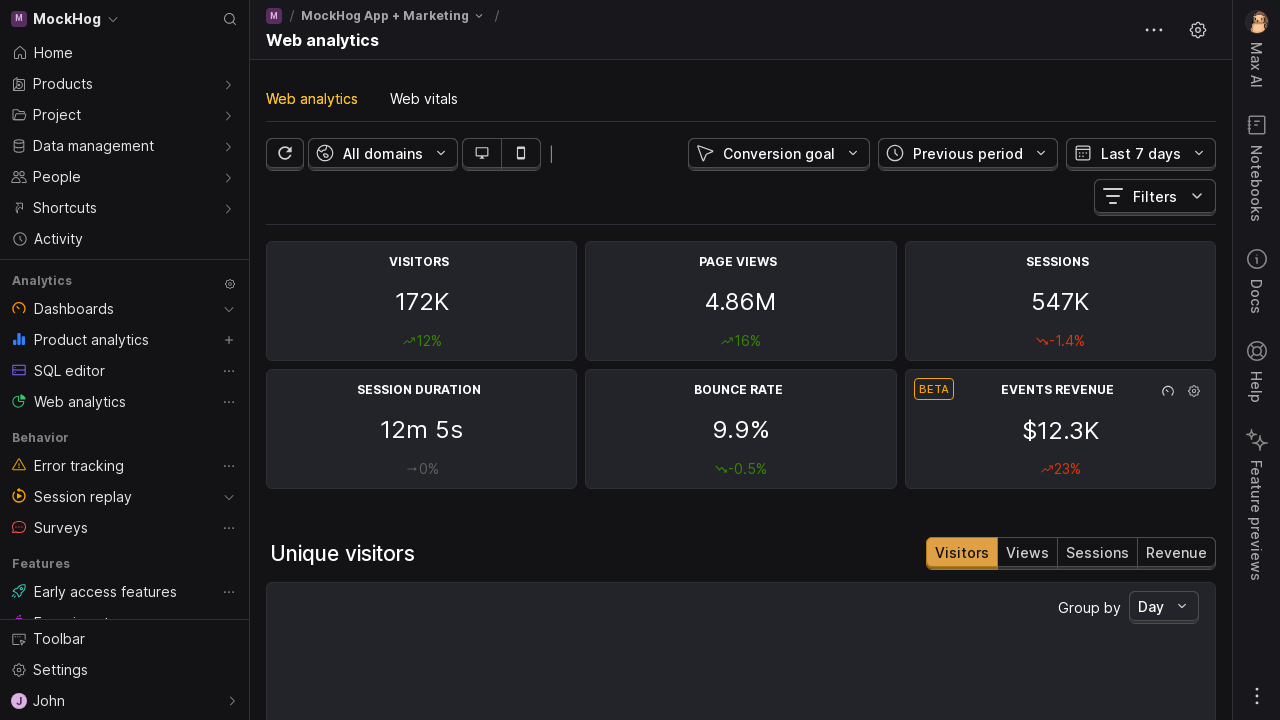 M MockHog
Home
Products
Project
Data management
People
Shortcuts
Activity
Analytics
Dashboards
Product analytics
SQL editor
Web analytics
Behavior
Error tracking
Session replay
Surveys
Features
Early access features
Toolbar
Settings
J John
M / MockHog App + Marketing /
Web analytics
Web analytics Web vitals
All domains Conversion goal Previous period Last 7 days
Filters
VISITORS
172K
12%
PAGE VIEWS
4.86M
16%
SESSIONS
547K
-1.4%
SESSION DURATION
12m 5s
0%
BOUNCE RATE
9.9%
-0.5%
BETA EVENTS REVENUE
$12.3K
23%
Unique visitors
Visitors Views Sessions Revenue
Group by Day
Max AI
Notebooks
Docs
Help
Feature previews